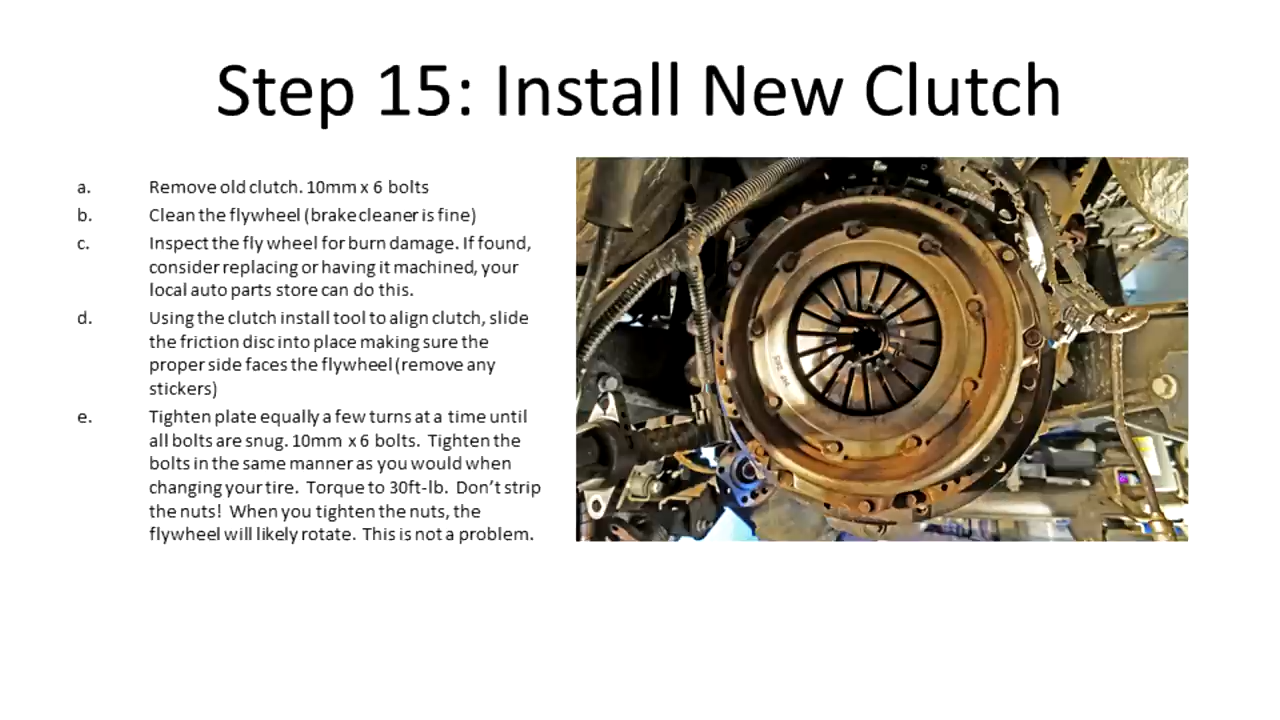 Step 15: Install New Clutch
a. Remove old clutch. 10mm x 6 bolts
b. Clean the flywheel (brake cleaner is fine)
c. Inspect the fly wheel for burn damage. If found,
consider replacing or having it machined, your
local auto parts store can do this.
d. Using the clutch install tool to align clutch, slide
the friction disc into place making sure the
proper side faces the flywheel (remove any
stickers)
e. Tighten plate equally a few turns at a time until
all bolts are snug. 10mm x 6 bolts. Tighten the
bolts in the same manner as you would when
changing your tire. Torque to 30ft-lb. Don't strip
the nuts! When you tighten the nuts, the
flywheel will likely rotate. This is not a problem.